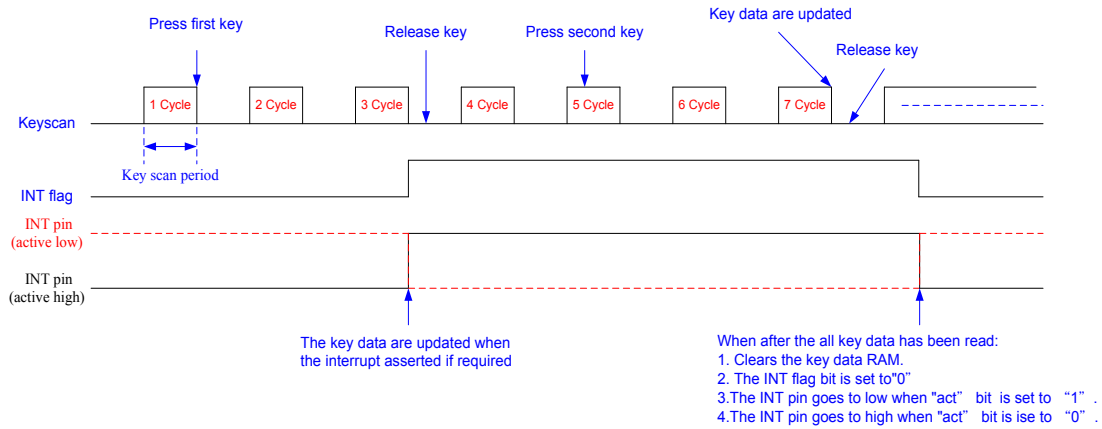 Press first key
Release key
Press second key
Key data are updated
Release key
Keyscan
1 Cycle
2 Cycle
3 Cycle
4 Cycle
5 Cycle
6 Cycle
7 Cycle
Key scan period
INT flag
INT pin
(active low)
INT pin
(active high)
The key data are updated when
the interrupt asserted if required
When after the all key data has been read:
1. Clears the key data RAM.
2. The INT flag bit is set to"0”
3.The INT pin goes to low when "act” bit is set to “1”.
4.The INT pin goes to high when "act” bit is ise to “0”.